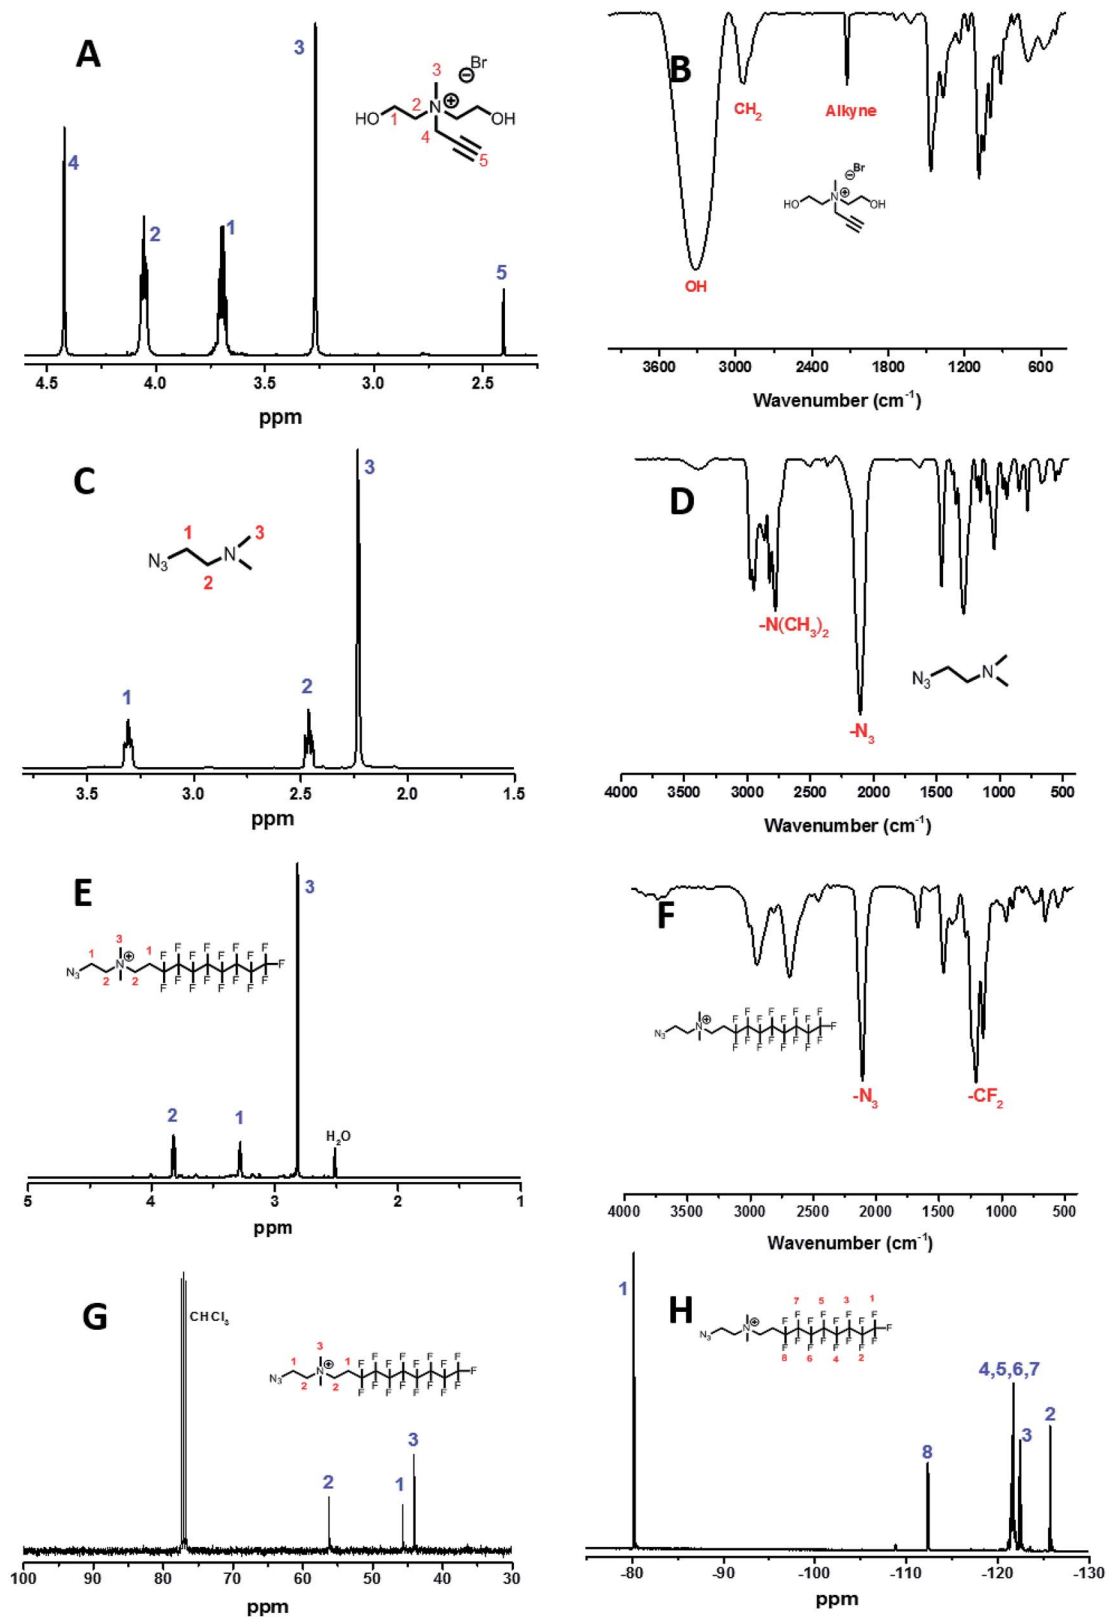 A
3
4
2
1
5
⊖Br
3
HO
1
2
N⊕
OH
4
5
4.5 4.0 3.5 3.0 2.5
ppm
B
CH2
Alkyne
OH
⊖Br
HO
N⊕
OH
3600 3000 2400 1800 1200 600
Wavenumber (cm-1)
C
3
1
2
1
3
N3
N
2
3.5 3.0 2.5 2.0 1.5
ppm
D
-N(CH3)2
-N3
N3
N
4000 3500 3000 2500 2000 1500 1000 500
Wavenumber (cm-1)
E
3
2
1
H2O
3
1
1
F F F F F F F
N3
N⊕
F
2
2
F F F F F F F
5 4 3 2 1
ppm
F
F F F F F F F
N3
N⊕
F
F F F F F F F
-N3
-CF2
4000 3500 3000 2500 2000 1500 1000 500
Wavenumber (cm-1)
G
CHCl3
3
1
1
F F F F F F F
N3
N⊕
F
2
2
F F F F F F F
2
1
3
100 90 80 70 60 50 40 30
ppm
H
1
7 5 3 1
F F F F F F F
N3
N⊕
F
F F F F F F F
8 6 4 2
4,5,6,7
8
3
2
-80 -90 -100 -110 -120 -130
ppm